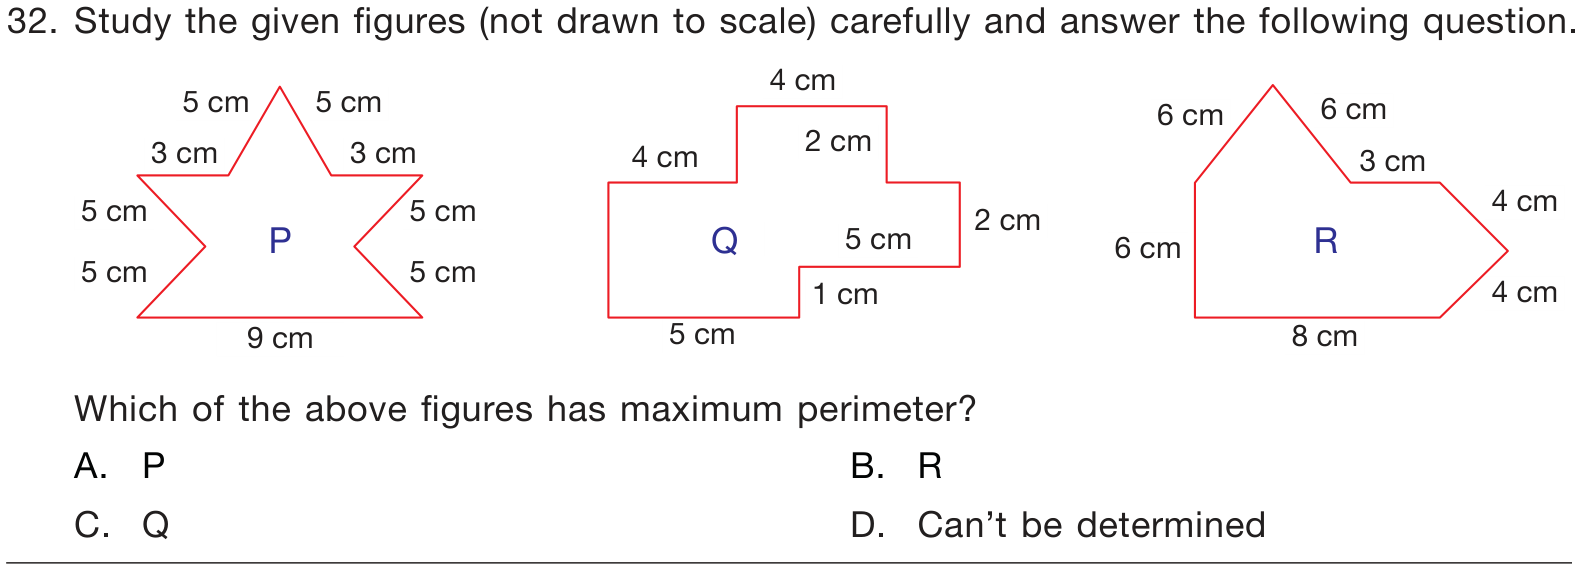 32. Study the given figures (not drawn to scale) carefully and answer the following question.
5 cm 5 cm
3 cm 3 cm
5 cm 5 cm
P
5 cm 5 cm
9 cm
4 cm
4 cm 2 cm
2 cm
Q 5 cm
1 cm
5 cm
6 cm 6 cm
3 cm
4 cm
6 cm R
4 cm
8 cm
Which of the above figures has maximum perimeter?
A. P B. R
C. Q D. Can’t be determined